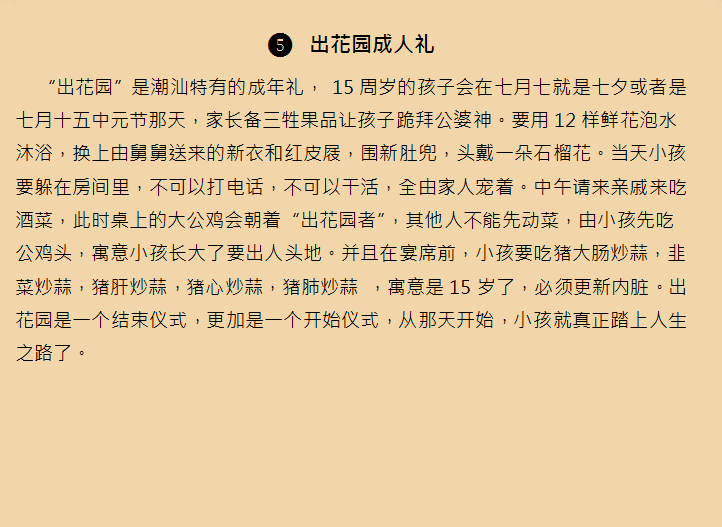 ❺ 出花园成人礼
“出花园”是潮汕特有的成年礼， 15 周岁的孩子会在七月七就是七夕或者是
七月十五中元节那天，家长备三牲果品让孩子跪拜公婆神。要用 12 样鲜花泡水
沐浴，换上由舅舅送来的新衣和红皮屐，围新肚兜，头戴一朵石榴花。当天小孩
要躲在房间里，不可以打电话，不可以干活，全由家人宠着。中午请来亲戚来吃
酒菜，此时桌上的大公鸡会朝着“出花园者”，其他人不能先动菜，由小孩先吃
公鸡头，寓意小孩长大了要出人头地。并且在宴席前，小孩要吃猪大肠炒蒜，韭
菜炒蒜，猪肝炒蒜，猪心炒蒜，猪肺炒蒜 ，寓意是 15 岁了，必须更新内脏。出
花园是一个结束仪式，更加是一个开始仪式，从那天开始，小孩就真正踏上人生
之路了。